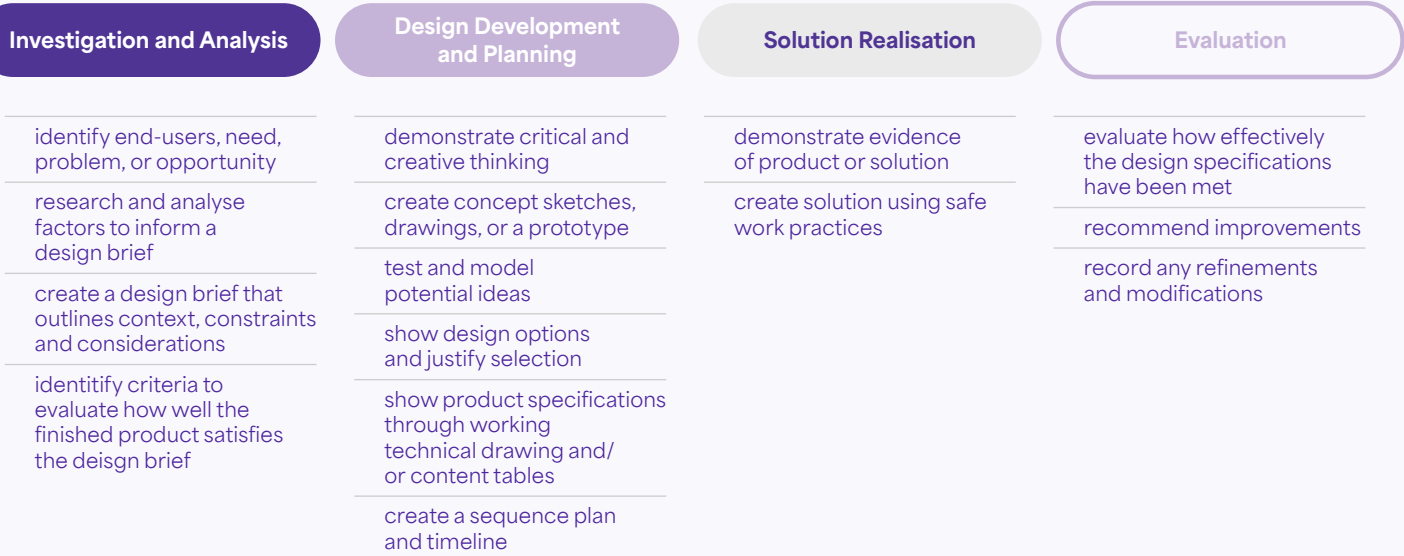 Investigation and Analysis
identify end-users, need,
problem, or opportunity
research and analyse
factors to inform a
design brief
create a design brief that
outlines context, constraints
and considerations
identitify criteria to
evaluate how well the
finished product satisfies
the deisgn brief
Design Development
and Planning
demonstrate critical and
creative thinking
create concept sketches,
drawings, or a prototype
test and model
potential ideas
show design options
and justify selection
show product specifications
through working
technical drawing and/
or content tables
create a sequence plan
and timeline
Solution Realisation
demonstrate evidence
of product or solution
create solution using safe
work practices
Evaluation
evaluate how effectively
the design specifications
have been met
recommend improvements
record any refinements
and modifications